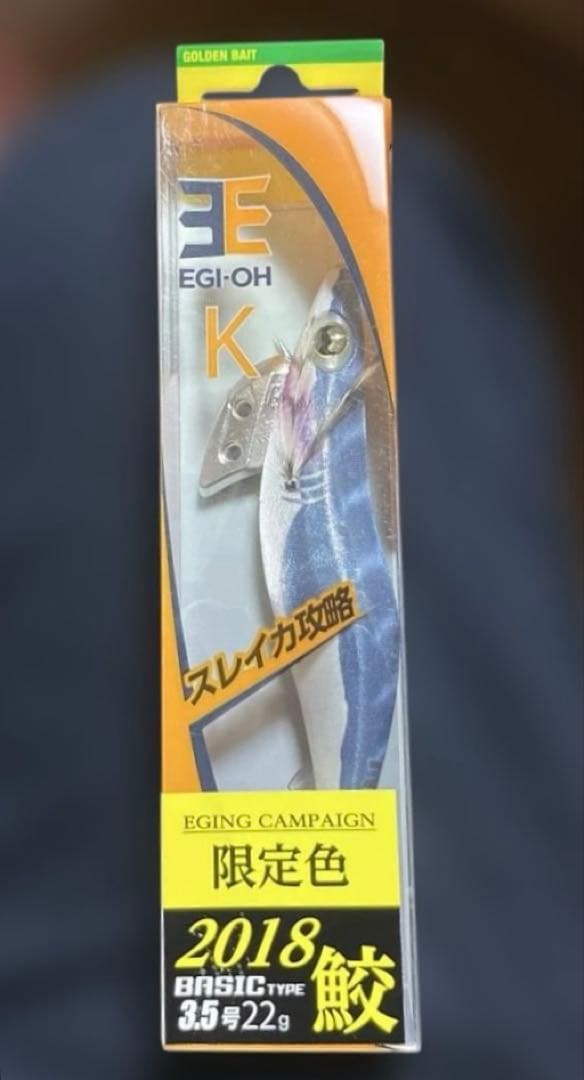 GOLDEN BAIT
EGI-OH
K
スレイカ攻略
EGING CAMPAIGN
限定色
2018
BASIC TYPE
3.5号22g
鮫